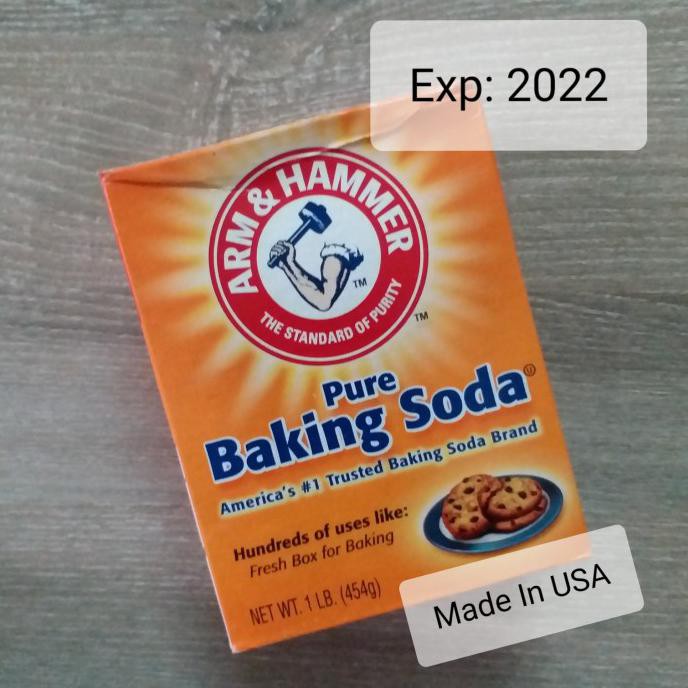 Exp: 2022
ARM & HAMMER
THE STANDARD OF PURITY
TM
TM
Pure
Baking Soda
America's #1 Trusted Baking Soda Brand
Hundreds of uses like:
Fresh Box for Baking
NET WT. 1 LB. (454g)
Made In USA